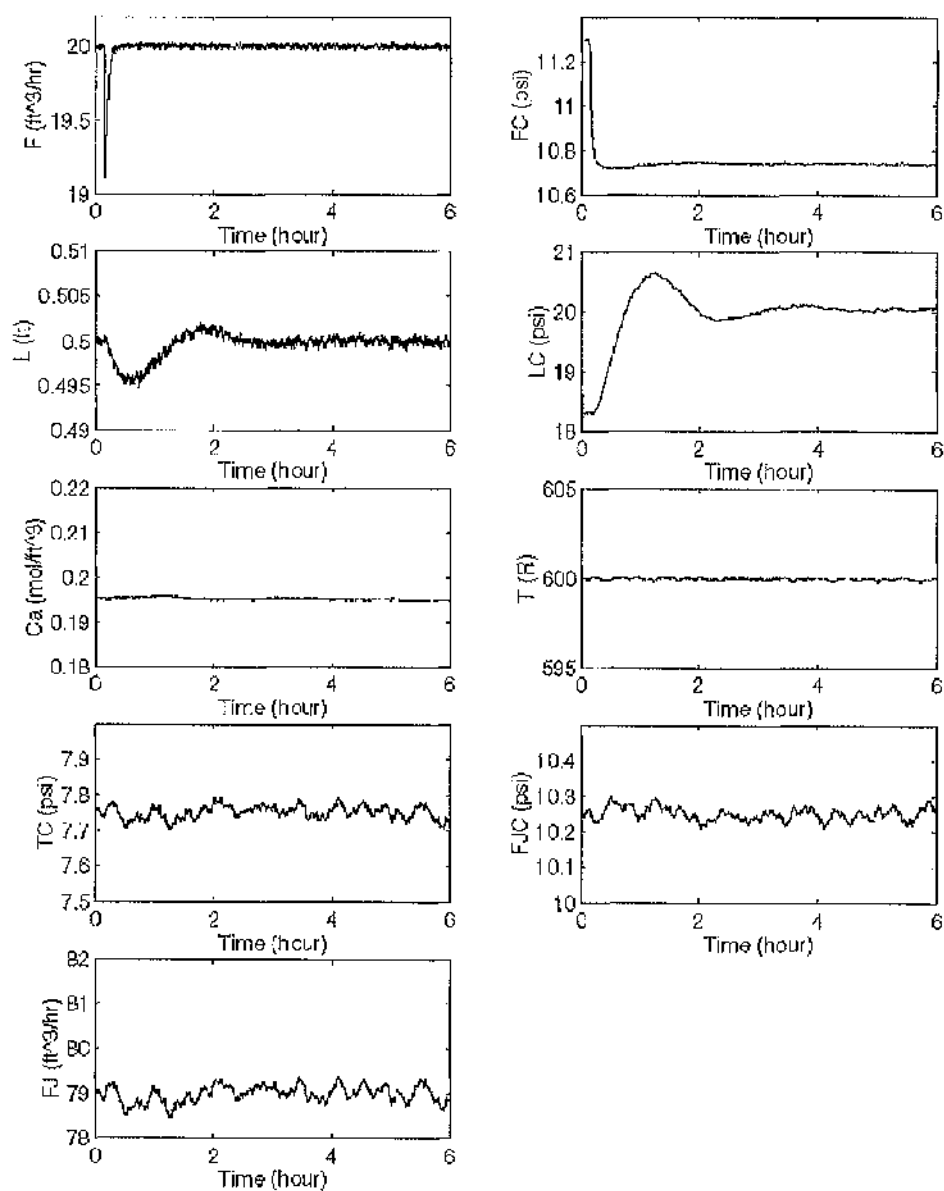 20
19.5
19
F (ft^3/hr)
0 2 4 6
Time (hour)
11.2
11
10.8
10.6
FC (psi)
0 2 4 6
Time (hour)
0.51
0.505
0.5
0.495
0.49
L (ft)
0 2 4 6
Time (hour)
21
20
19
18
LC (psi)
0 2 4 6
Time (hour)
0.22
0.21
0.2
0.19
0.18
Ca (mol/ft^3)
0 2 4 6
Time (hour)
605
600
595
T (R)
0 2 4 6
Time (hour)
7.9
7.8
7.7
7.6
7.5
TC (psi)
0 2 4 6
Time (hour)
10.4
10.3
10.2
10.1
10
FJC (psi)
0 2 4 6
Time (hour)
82
81
80
79
78
FJ (ft^3/hr)
0 2 4 6
Time (hour)